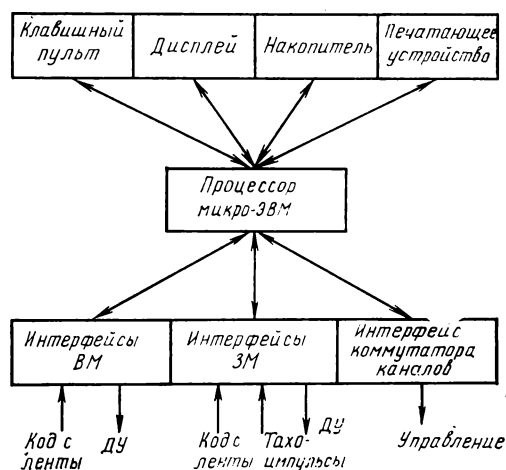 Клавишный
пульт
Дисплей
Накопитель
Печатающее
устройство
Процессор
микро-ЭВМ
Интерфейсы
ВМ
Интерфейсы
ЗМ
Интерфейс
коммутатора
каналов
Код с
ленты
ДУ
Код с
ленты
Тахо-
импульсы
ДУ
Управление